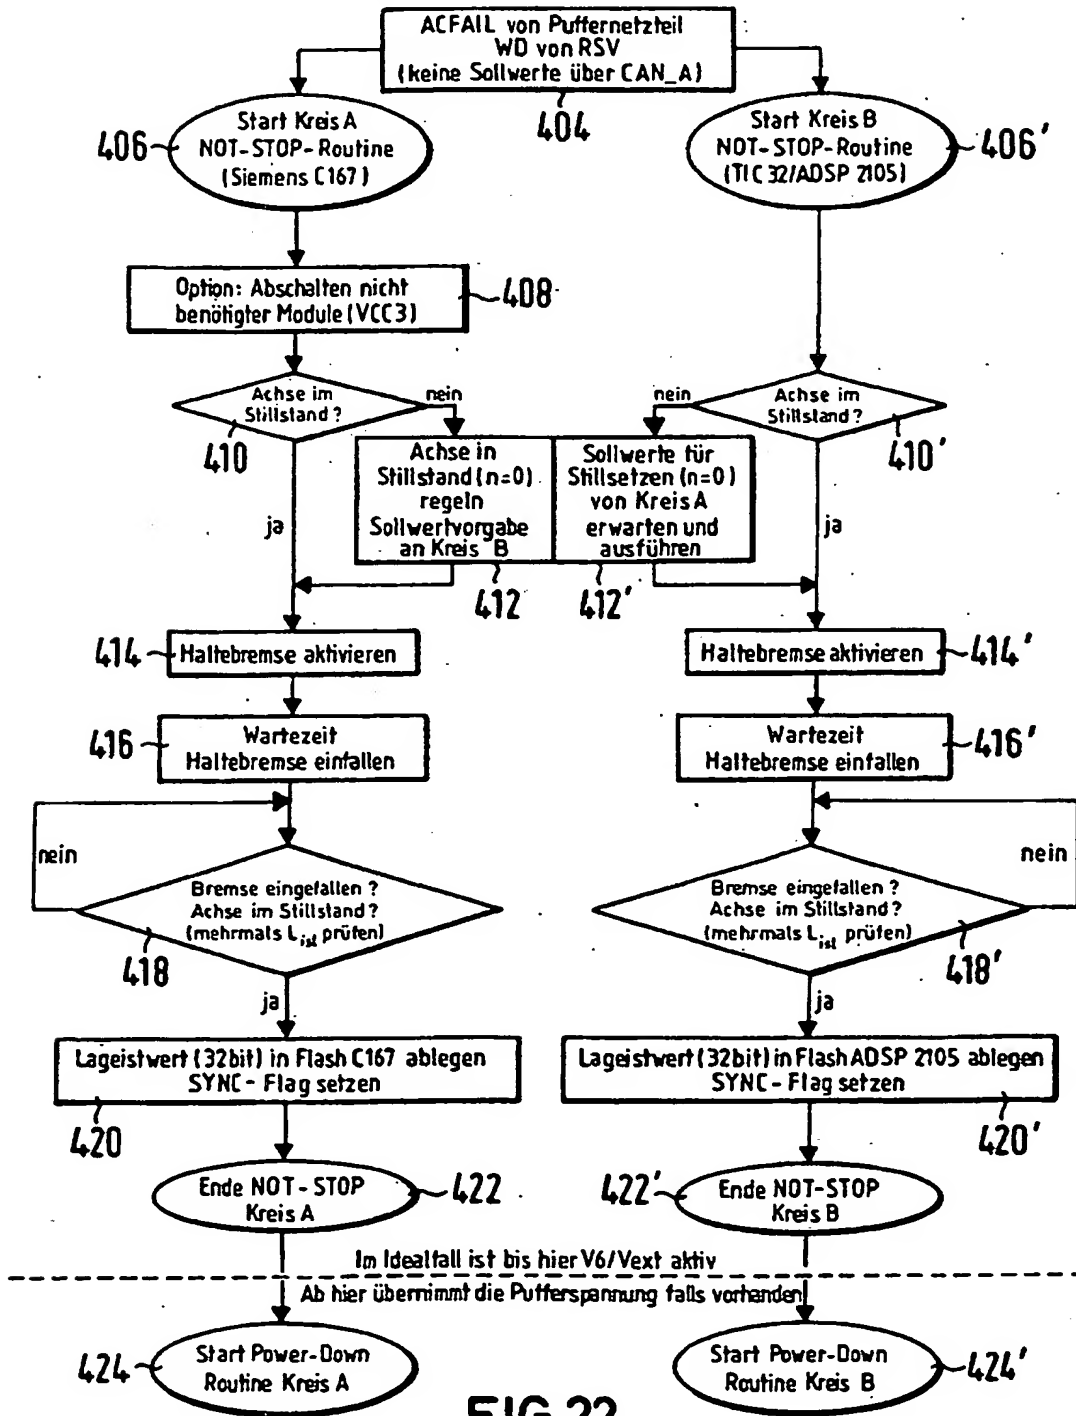 ACFAIL von Puffernetzteil
WD von RSV
(keine Sollwerte über CAN_A)
404
406
Start Kreis A
NOT-STOP-Routine
(Siemens C167)
Start Kreis B
NOT-STOP-Routine
(TIC32/ADSP 2105)
406'
Option: Abschalten nicht
benötigter Module (VCC3)
408
Achse im
Stillstand?
nein
410
ja
nein
Achse im
Stillstand?
410'
ja
Achse in
Stillstand (n=0)
regeln
Sollwertvorgabe
an Kreis B
412
Sollwerte für
Stillsetzen (n=0)
von Kreis A
erwarten und
ausführen
412'
414
Haltebremse aktivieren
Haltebremse aktivieren
414'
416
Wartezeit
Haltebremse einfallen
Wartezeit
Haltebremse einfallen
416'
nein
Bremse eingefallen?
Achse im Stillstand?
(mehrmals List prüfen)
418
ja
Bremse eingefallen?
Achse im Stillstand?
(mehrmals List prüfen)
418'
nein
ja
Lageistwert (32bit) in Flash C167 ablegen
SYNC-Flag setzen
420
Lageistwert (32bit) in Flash ADSP 2105 ablegen
SYNC-Flag setzen
420'
Ende NOT-STOP
Kreis A
422
422'
Ende NOT-STOP
Kreis B
Im Idealfall ist bis hier V6/Vext aktiv
Ab hier übernimmt die Pufferspannung falls vorhanden
424
Start Power-Down
Routine Kreis A
Start Power-Down
Routine Kreis B
424'
FIG.22